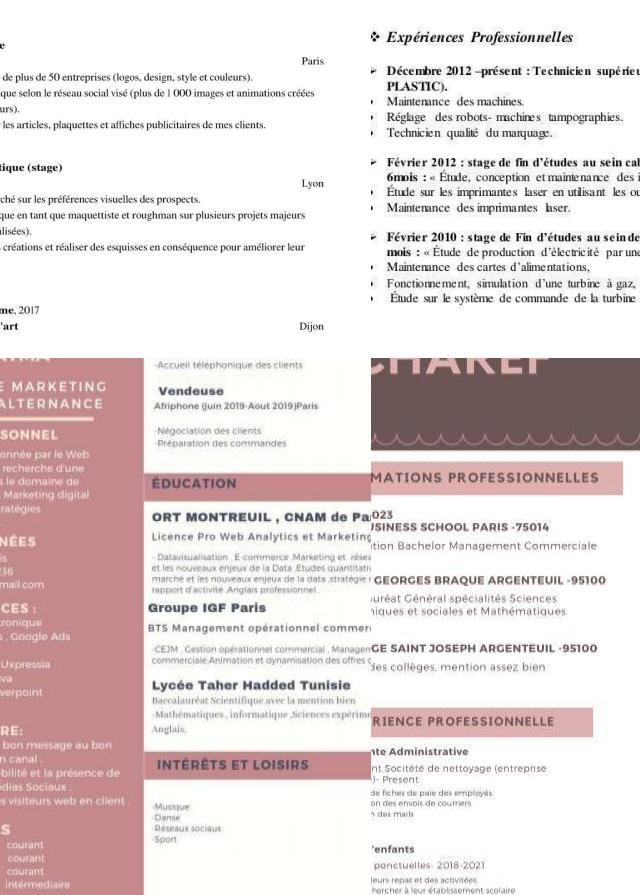 Paris
de plus de 50 entreprises (logos, design, style et couleurs).
que selon le réseau social visé (plus de 1 000 images et animations créées
urs).
les articles, plaquettes et affiches publicitaires de mes clients.
tique (stage)
Lyon
rché sur les préférences visuelles des prospects.
que en tant que maquettiste et roughman sur plusieurs projets majeurs
alisées).
s créations et réaliser des esquisses en conséquence pour améliorer leur
me, 2017
'art
Dijon
❖ Expériences Professionnelles
Décembre 2012 –présent : Technicien supérieu
PLASTIC).
Maintenance des machines.
Réglage des robots- machines tampographies.
Technicien qualité du marquage.
Février 2012 : stage de fin d'études au sein cab
6mois : « Étude, conception et maintenance des i
Étude sur les imprimantes laser en utilisant les ou
Maintenance des imprimantes laser.
Février 2010 : stage de Fin d'études au sein de
mois : « Étude de production d'électricité par une
Maintenance des cartes d'alimentations,
Fonctionnement, simulation d'une turbine à gaz,
Étude sur le système de commande de la turbine
E MARKETING
ALTERNANCE
SONNEL
onnée par le Web
recherche d'une
s le domaine de
Marketing digital
ratégies
NÉES
is
236
mail.com
CES :
tronique
s , Google Ads
Uxpressia
va
werpoint
RE:
bon message au bon
n canal .
bilité et la présence de
édias Sociaux .
es visiteurs web en client .
S
courant
courant
courant
intérmédiaire
-Accueil téléphonique des clients
Vendeuse
Afriphone (juin 2019-Aout 2019)Paris
-Négociation des clients
-Préparation des commandes
ÉDUCATION
ORT MONTREUIL , CNAM de Pa
Licence Pro Web Analytics et Marketing
- Datavisualisation , E-commerce ,Marketing et résea
et les nouveaux enjeux de la Data ,Etudes quantitativ
marché et les nouveaux enjeux de la data ,stratégie
rapport d'activité ,Anglais professionnel .
Groupe IGF Paris
BTS Management opérationnel commer
-CEJM , Gestion opérationnel commercial , Managem
commerciale,Animation et dynamisation des offres c
Lycée Taher Hadded Tunisie
Baccalauréat Scientifique avec la mention bien
-Mathématiques , informatique ,Sciences expérime
Anglais.
INTÉRÊTS ET LOISIRS
-Musique
-Danse
-Réseaux sociaux
-Sport
CHAREF
MATIONS PROFESSIONNELLES
023
USINESS SCHOOL PARIS -75014
tion Bachelor Management Commerciale
GEORGES BRAQUE ARGENTEUIL -95100
uréat Général spécialités Sciences
niques et sociales et Mathématiques
GE SAINT JOSEPH ARGENTEUIL -95100
des collèges, mention assez bien
RIENCE PROFESSIONNELLE
nte Administrative
nt Socitété de nettoyage (entreprise
)- Present
de fiches de paie des employés
on des envois de courriers
n des mails
'enfants
ponctuelles- 2018-2021
leurs repas et des activitées
hercher à leur établissement scolaire